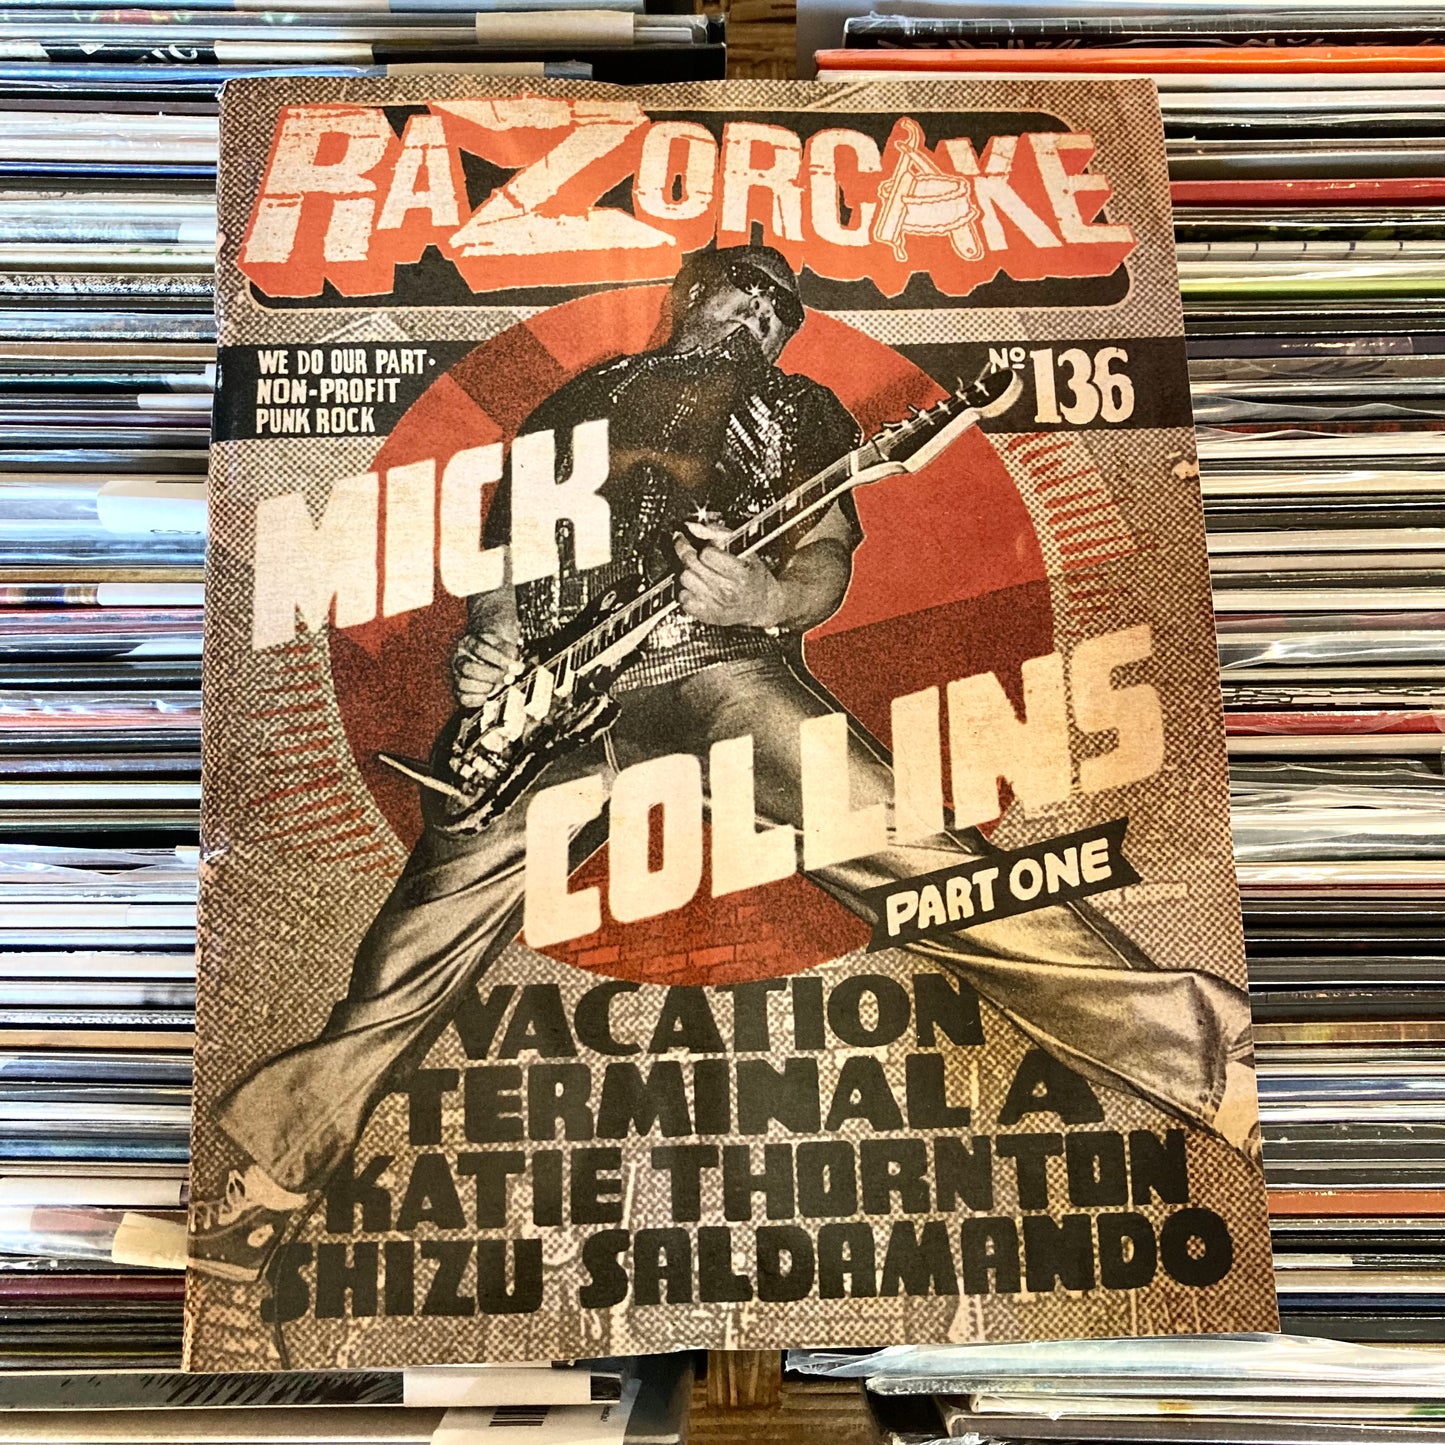 RAZORCAKE
WE DO OUR PART·
NON-PROFIT
PUNK ROCK
Nº 136
MICK
COLLINS
PART ONE
VACATION
TERMINAL A
KATIE THORNTON
SHIZU SALDAMANDO